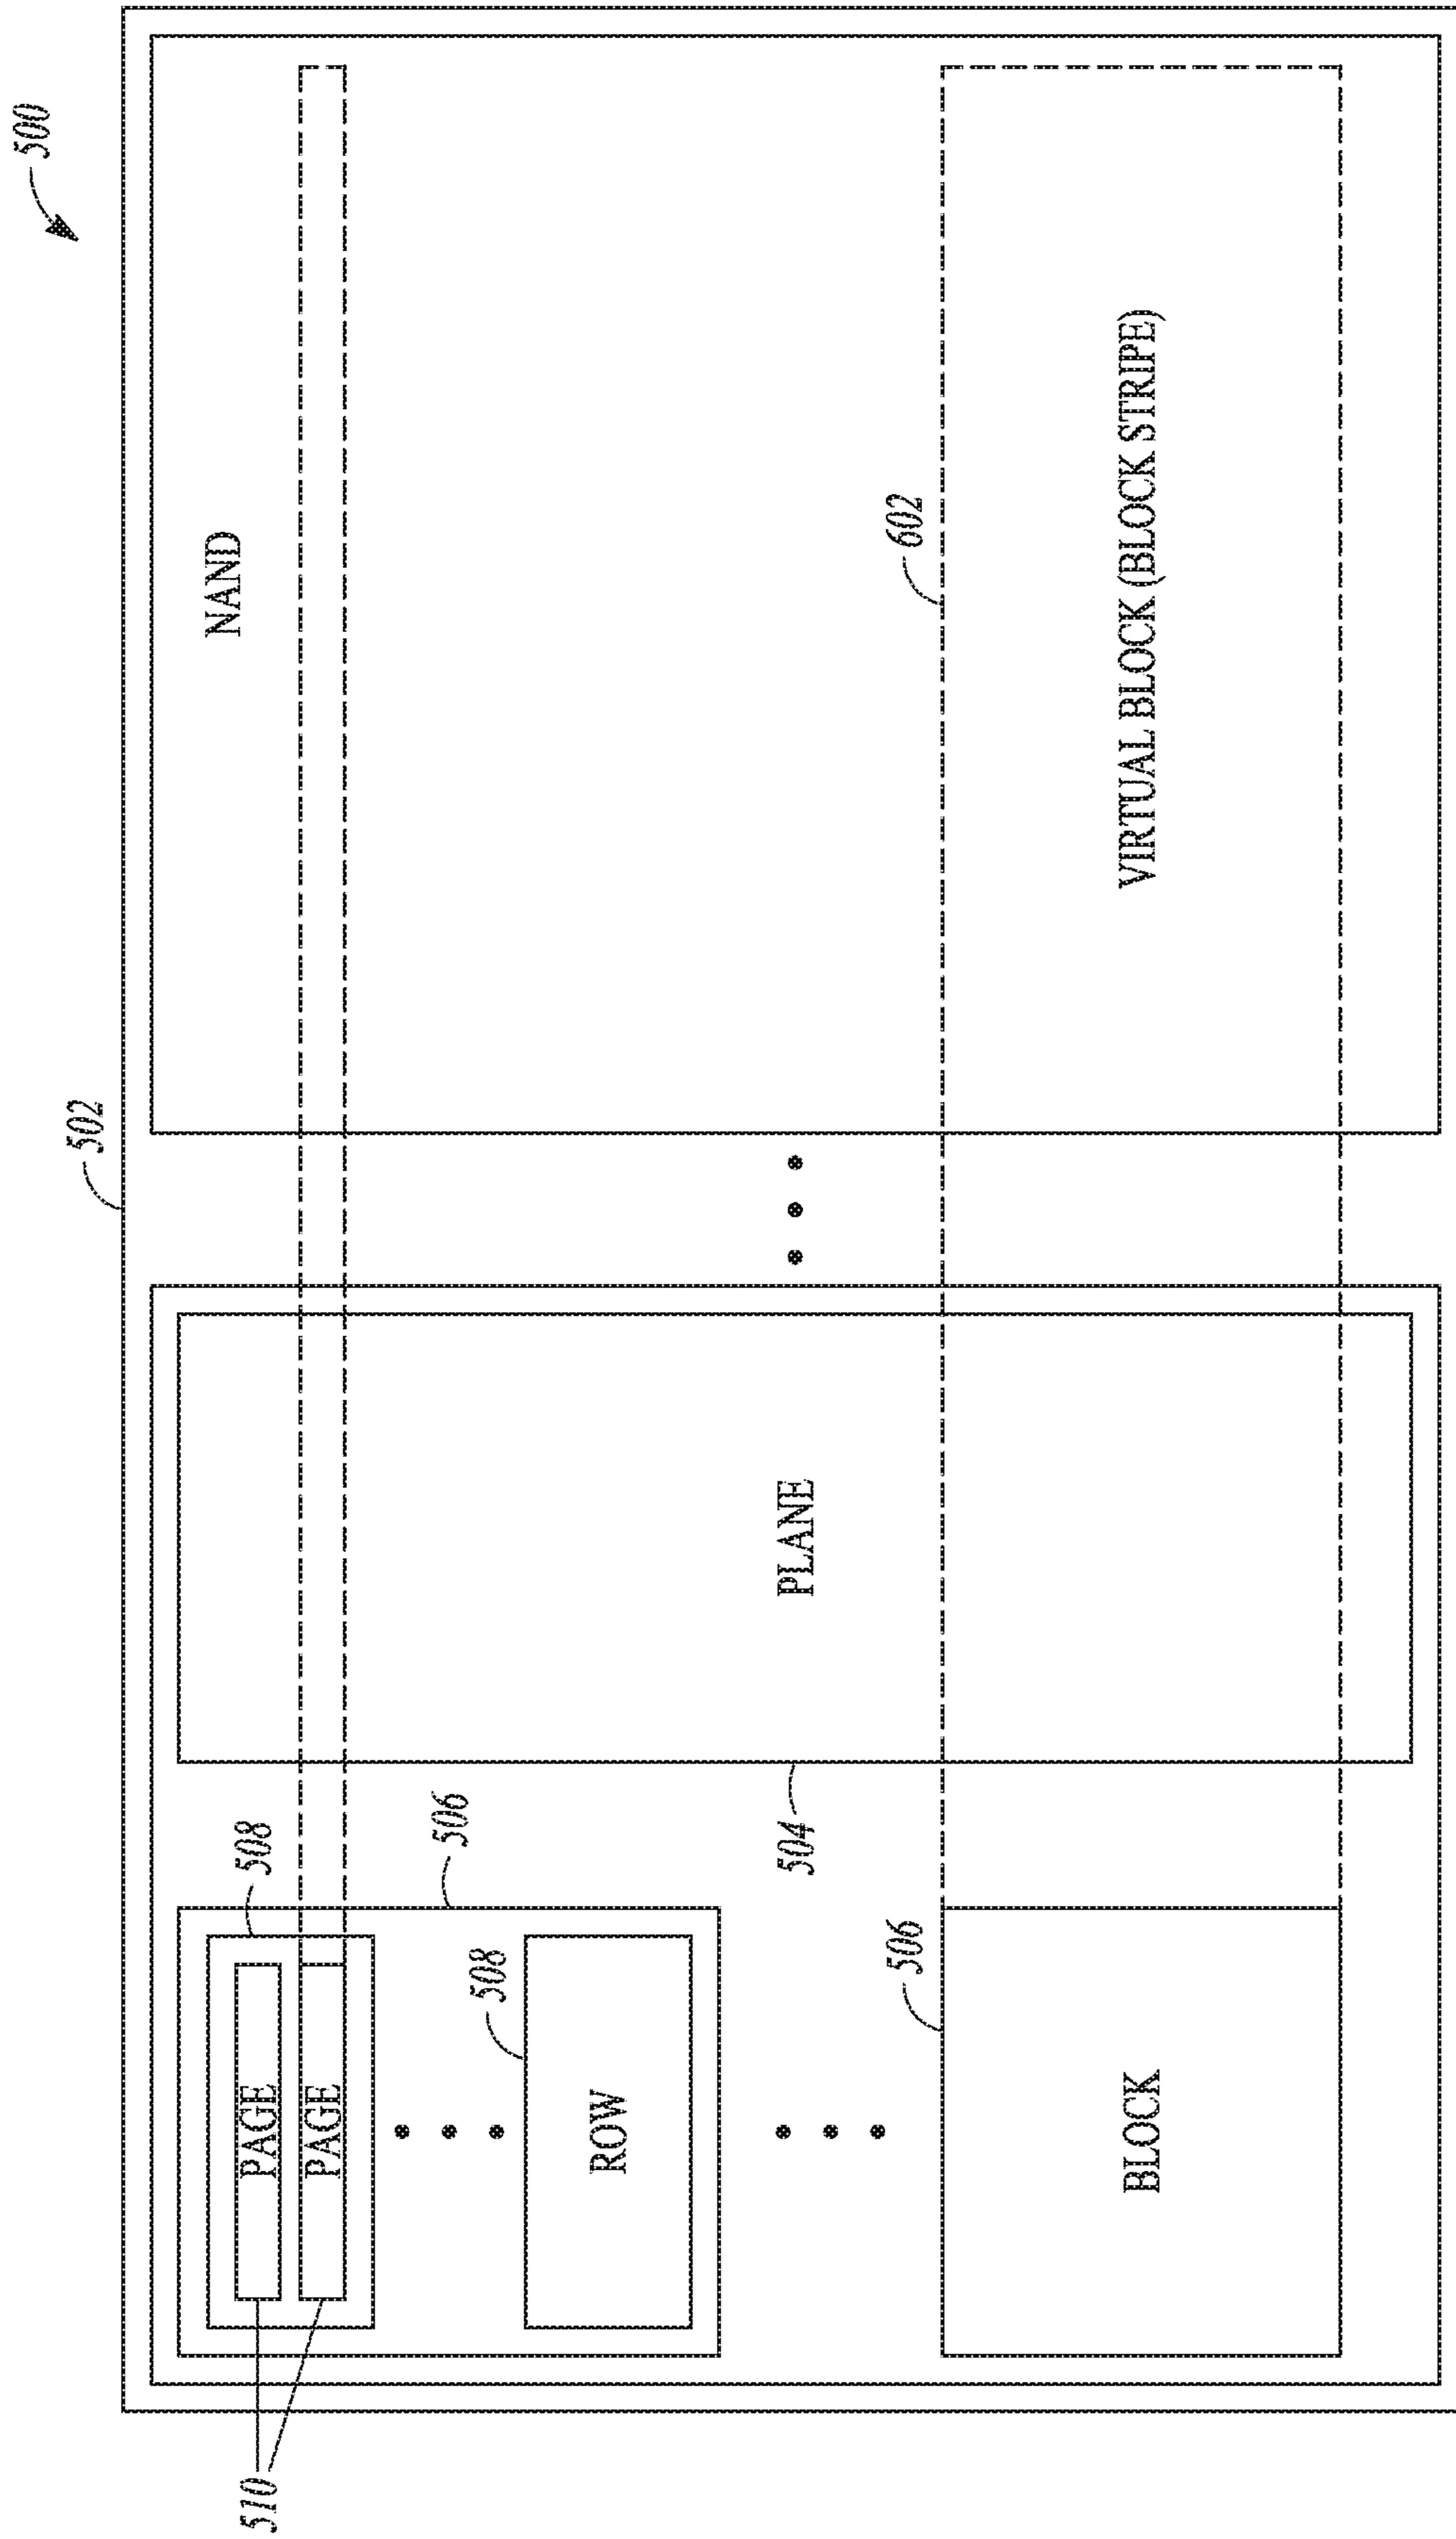 500
502
NAND
508
PAGE
PAGE
510
506
508
ROW
PLANE
504
602
506
BLOCK
VIRTUAL BLOCK (BLOCK STRIPE)